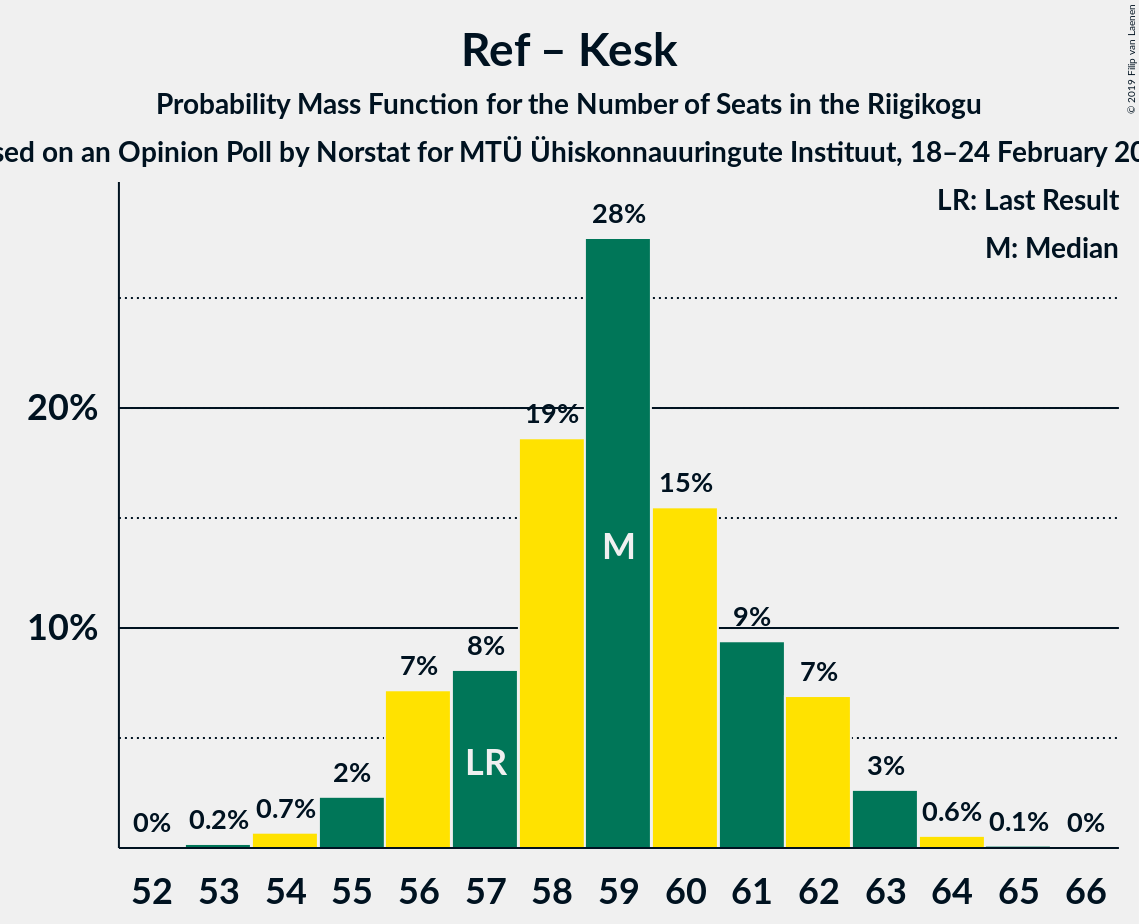 Ref – Kesk
Probability Mass Function for the Number of Seats in the Riigikogu
sed on an Opinion Poll by Norstat for MTÜ Ühiskonnauuringute Instituut, 18–24 February 20
© 2019 Filip van Laenen
LR: Last Result
M: Median
28%
20%
19%
15%
M
10%
9%
8%
7%
7%
LR
3%
2%
0.7%
0.6%
0.2%
0.1%
0%
0%
52 53 54 55 56 57 58 59 60 61 62 63 64 65 66